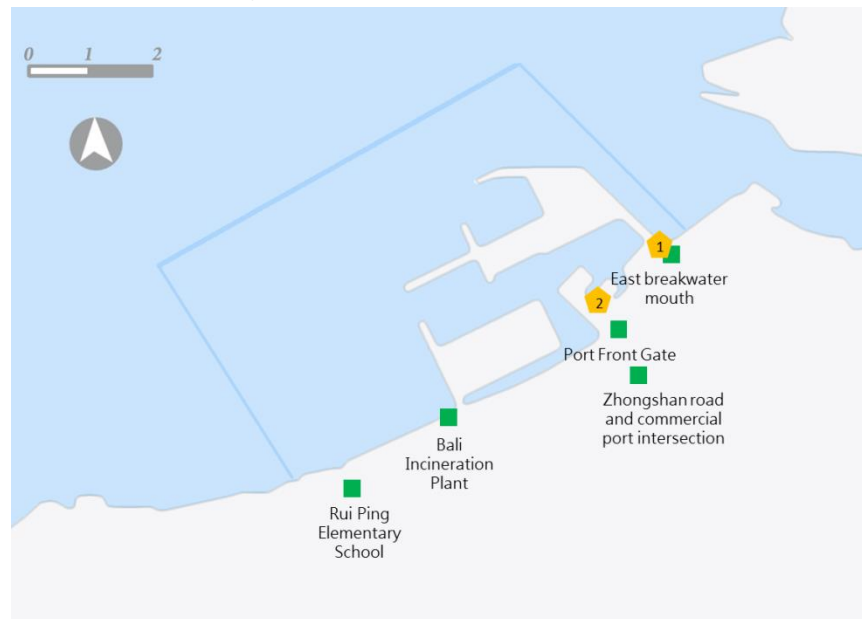 0 1 2
1
East breakwater
mouth
2
Port Front Gate
Zhongshan road
and commercial
port intersection
Bali
Incineration
Plant
Rui Ping
Elementary
School